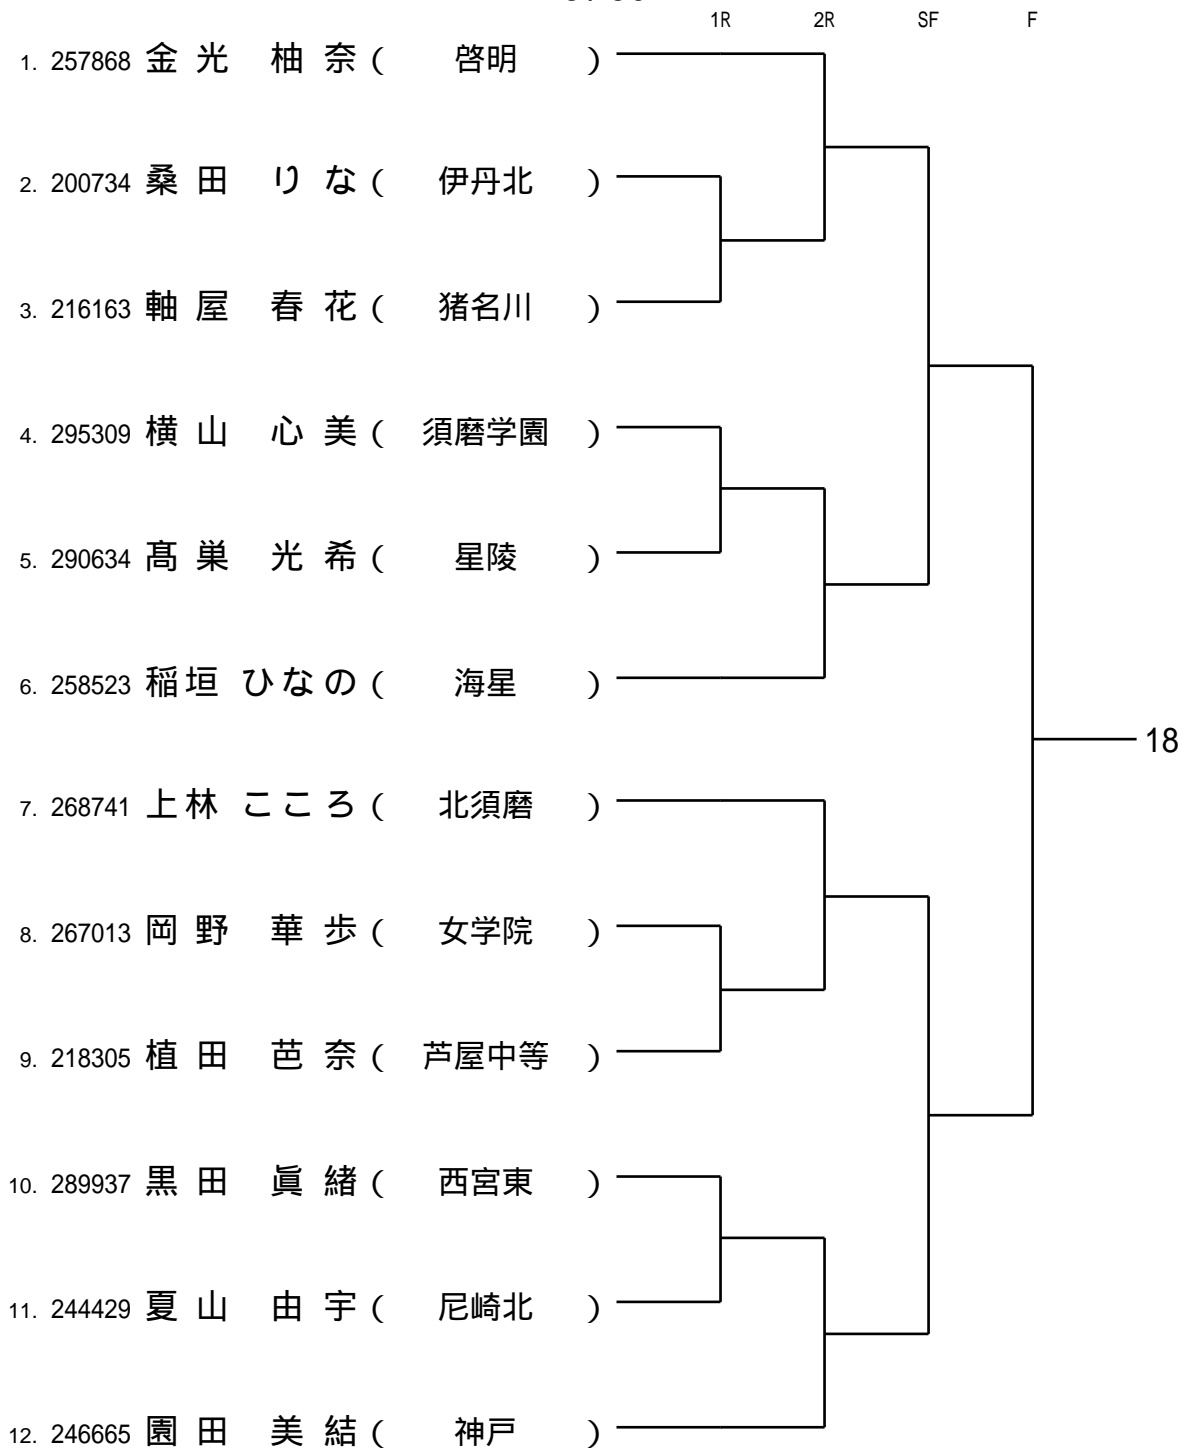 1R 2R SF F
1. 257868 金 光 柚 奈 ( 啓明 )
2. 200734 桑 田 り な ( 伊丹北 )
3. 216163 軸 屋 春 花 ( 猪名川 )
4. 295309 横 山 心 美 ( 須磨学園 )
5. 290634 髙 巣 光 希 ( 星陵 )
6. 258523 稲垣 ひなの ( 海星 )
18
7. 268741 上林 こころ ( 北須磨 )
8. 267013 岡 野 華 歩 ( 女学院 )
9. 218305 植 田 芭 奈 ( 芦屋中等 )
10. 289937 黒 田 眞 緒 ( 西宮東 )
11. 244429 夏 山 由 宇 ( 尼崎北 )
12. 246665 園 田 美 結 ( 神戸 )